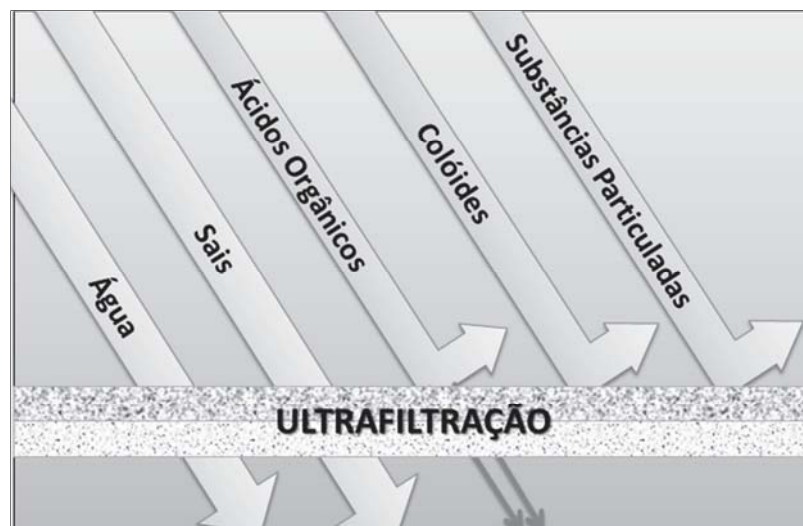 Água
Sais
Ácidos Orgânicos
Colóides
Substâncias Particuladas
ULTRAFILTRAÇÃO